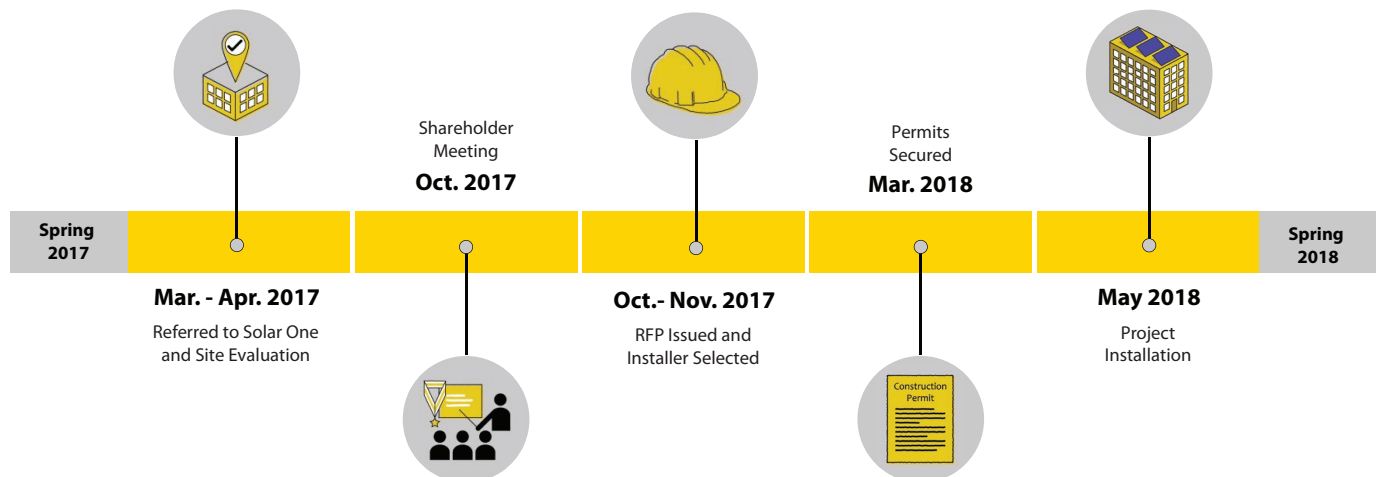 Spring
2017
Mar. - Apr. 2017
Referred to Solar One
and Site Evaluation
Shareholder
Meeting
Oct. 2017
Oct.- Nov. 2017
RFP Issued and
Installer Selected
Permits
Secured
Mar. 2018
Construction
Permit
May 2018
Project
Installation
Spring
2018